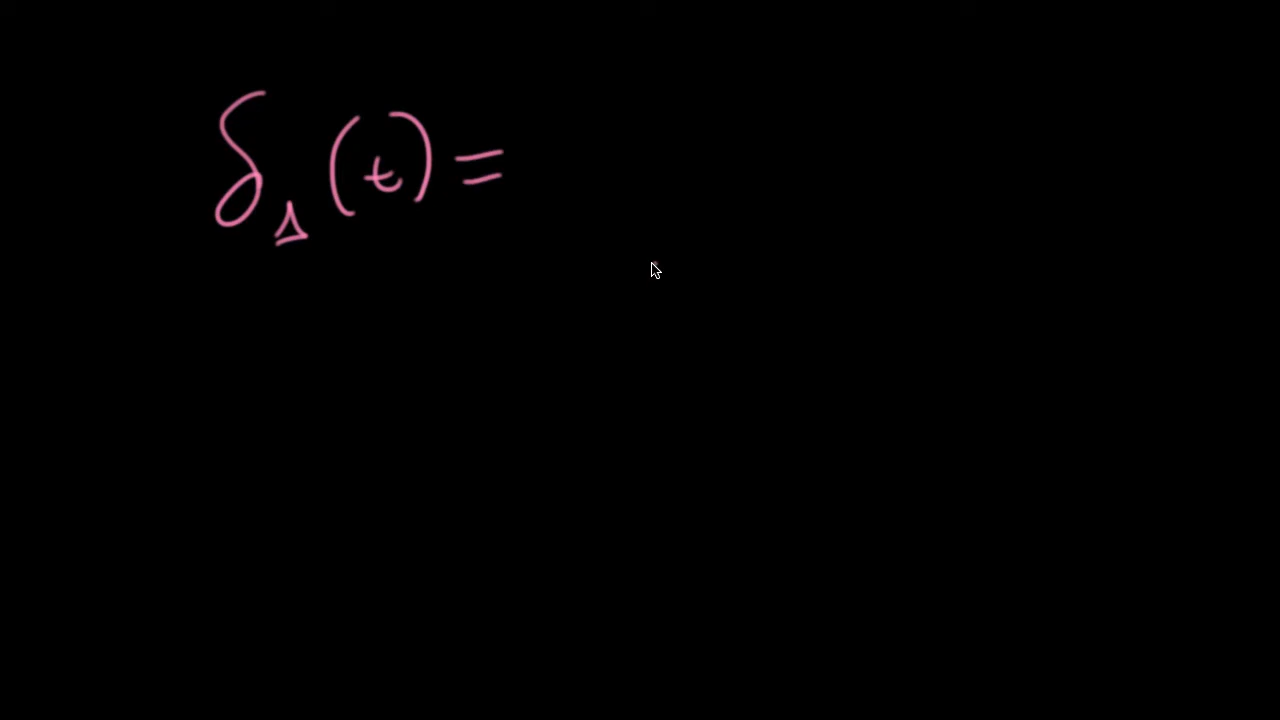 δ_Δ (t) =